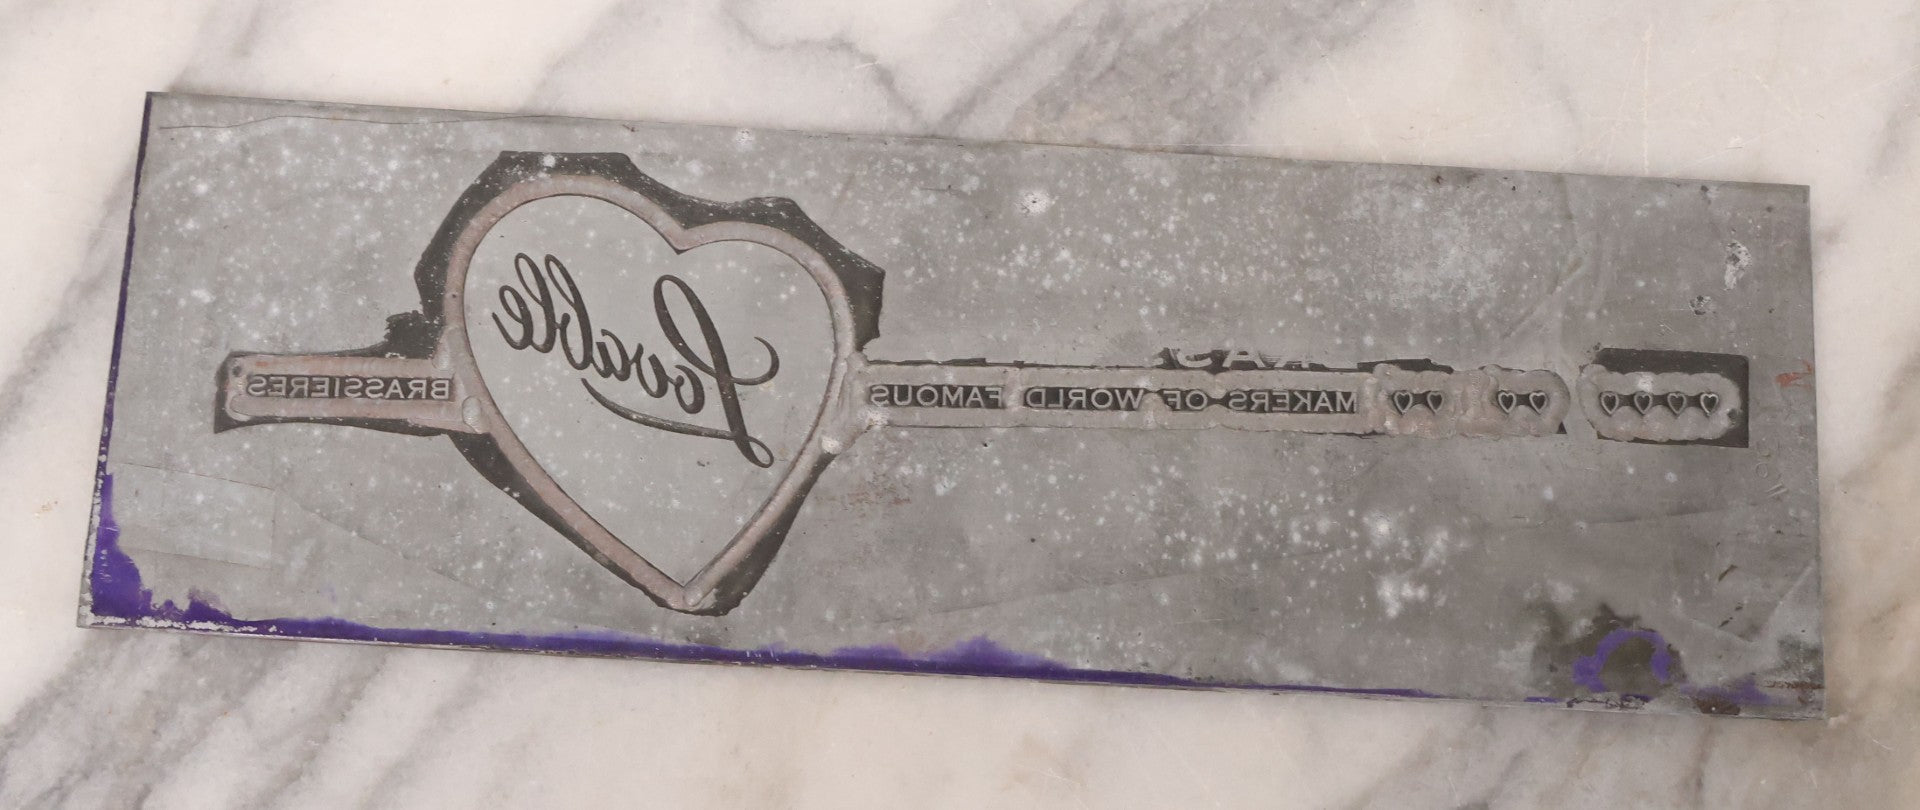 MAKERS OF WORLD FAMOUS
Lovable
BRASSIERES